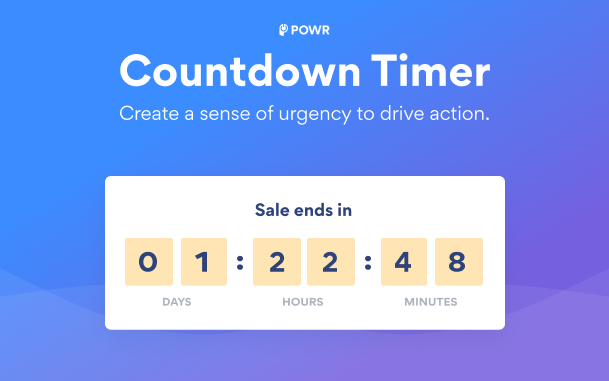 POWR
Countdown Timer
Create a sense of urgency to drive action.
Sale ends in
0 1 : 2 2 : 4 8
DAYS HOURS MINUTES